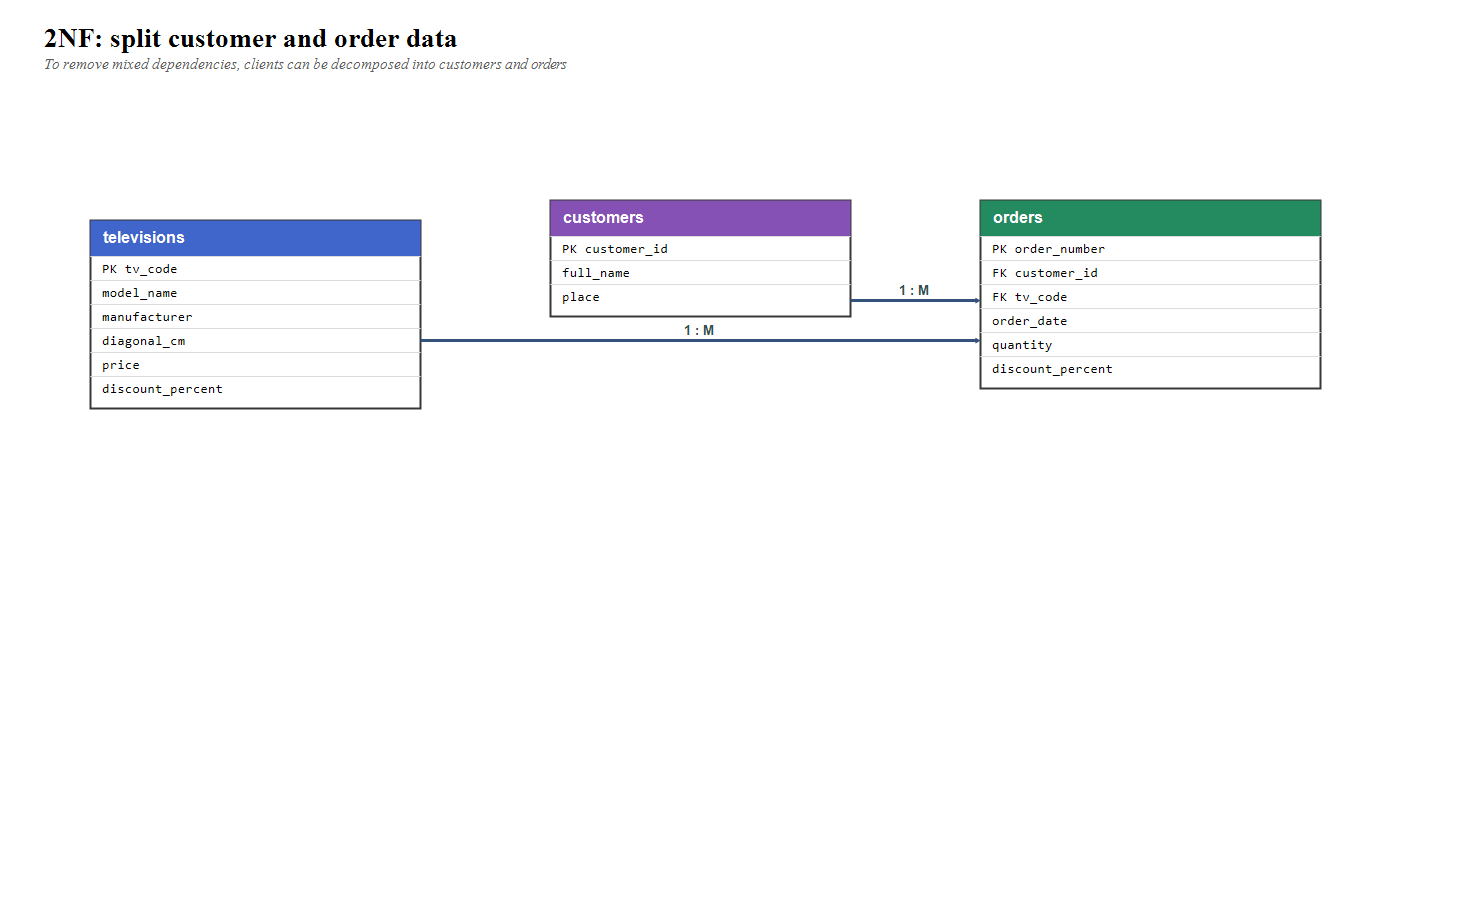 2NF: split customer and order data
To remove mixed dependencies, clients can be decomposed into customers and orders
televisions
PK tv_code
model_name
manufacturer
diagonal_cm
price
discount_percent
customers
PK customer_id
full_name
place
1 : M
1 : M
orders
PK order_number
FK customer_id
FK tv_code
order_date
quantity
discount_percent